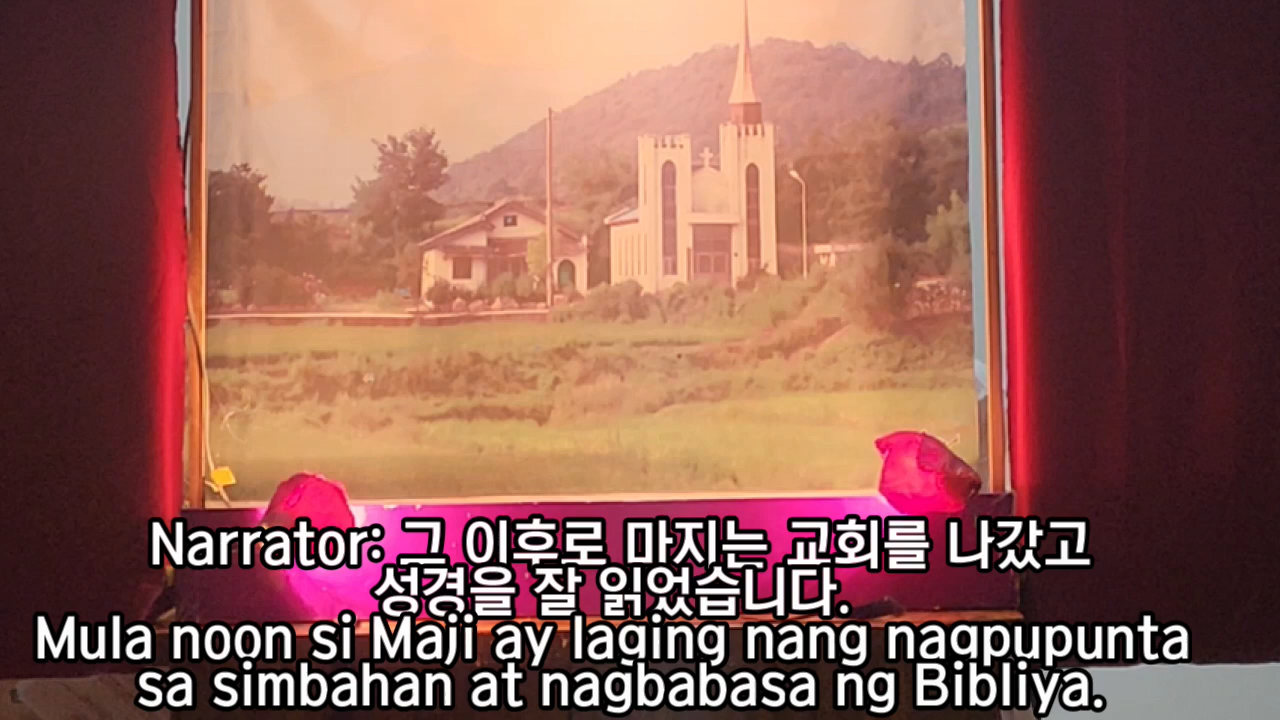 Narrator: 그 이후로 마지는 교회를 나갔고
성경을 잘 읽었습니다.
Mula noon si Maji ay laging nang nagpupunta
sa simbahan at nagbabasa ng Bibliya.